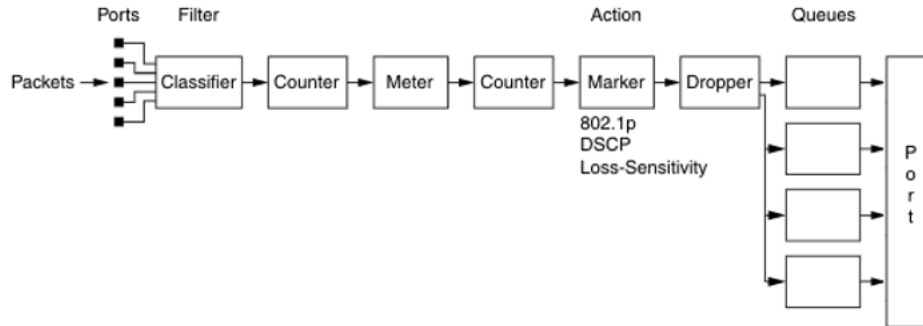 Ports Filter Action Queues
Packets Classifier Counter Meter Counter Marker Dropper
802.1p
DSCP
Loss-Sensitivity
P
o
r
t